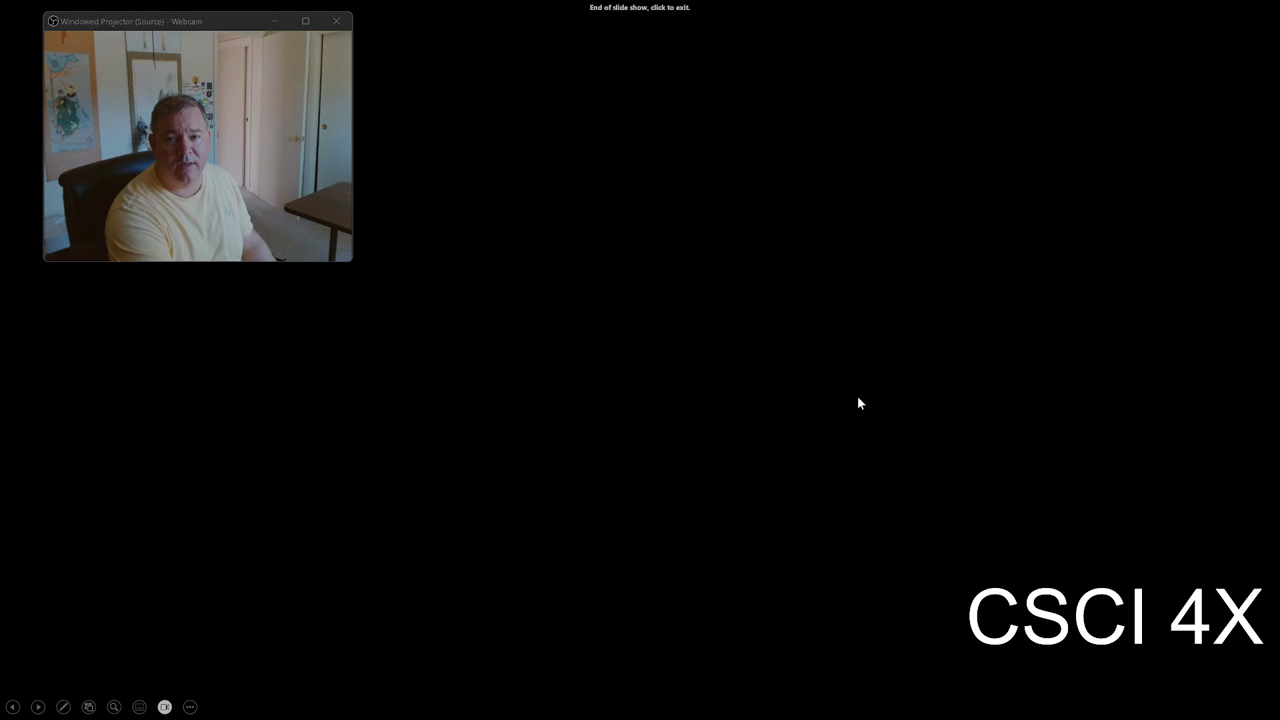 End of slide show, click to exit.
Windowed Projector (Source) - Webcam
CSCI 4X